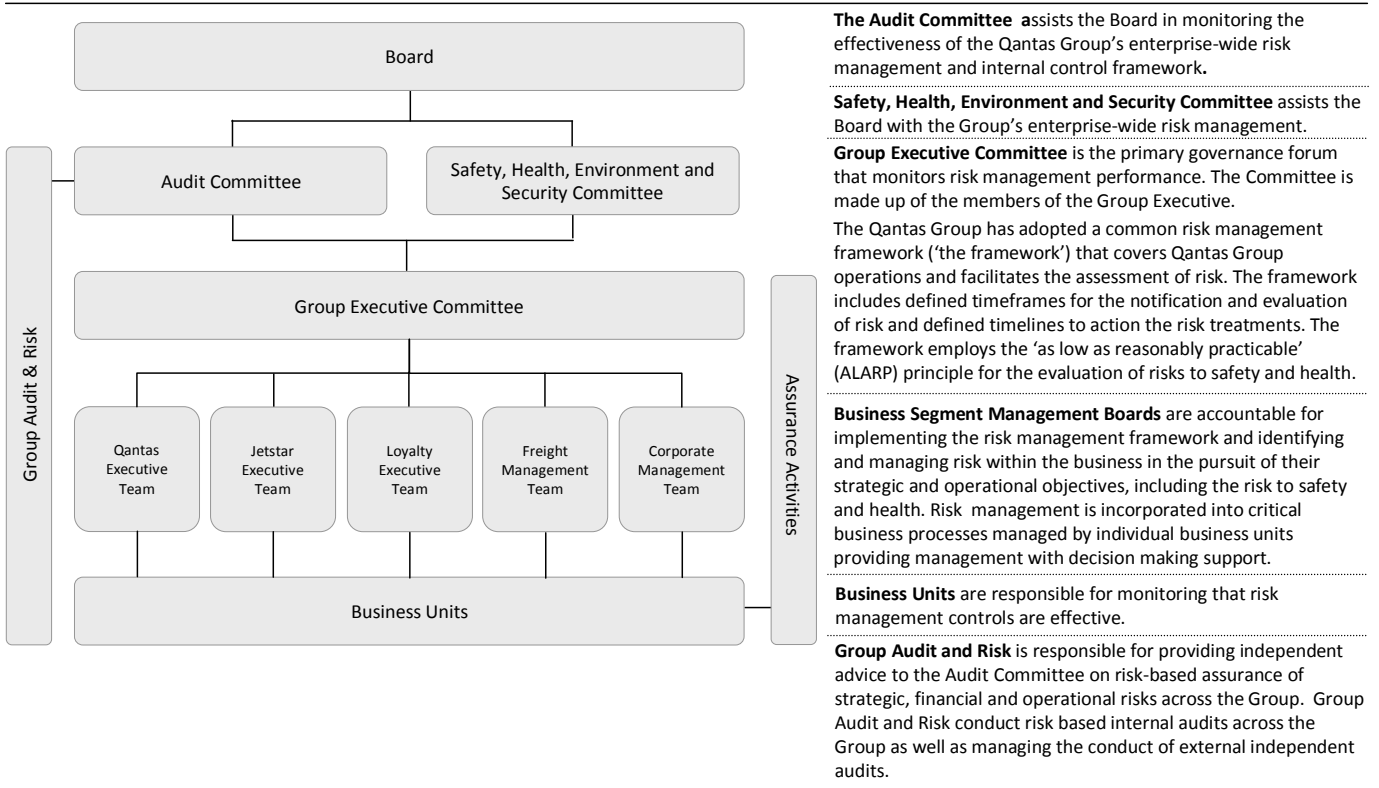 Board
Audit Committee
Safety, Health, Environment and
Security Committee
Group Executive Committee
Group Audit & Risk
Assurance Activities
Qantas
Executive
Team
Jetstar
Executive
Team
Loyalty
Executive
Team
Freight
Management
Team
Corporate
Management
Team
Business Units
The Audit Committee assists the Board in monitoring the
effectiveness of the Qantas Group’s enterprise-wide risk
management and internal control framework.
Safety, Health, Environment and Security Committee assists the
Board with the Group’s enterprise-wide risk management.
Group Executive Committee is the primary governance forum
that monitors risk management performance. The Committee is
made up of the members of the Group Executive.
The Qantas Group has adopted a common risk management
framework (‘the framework’) that covers Qantas Group
operations and facilitates the assessment of risk. The framework
includes defined timeframes for the notification and evaluation
of risk and defined timelines to action the risk treatments. The
framework employs the ‘as low as reasonably practicable’
(ALARP) principle for the evaluation of risks to safety and health.
Business Segment Management Boards are accountable for
implementing the risk management framework and identifying
and managing risk within the business in the pursuit of their
strategic and operational objectives, including the risk to safety
and health. Risk management is incorporated into critical
business processes managed by individual business units
providing management with decision making support.
Business Units are responsible for monitoring that risk
management controls are effective.
Group Audit and Risk is responsible for providing independent
advice to the Audit Committee on risk-based assurance of
strategic, financial and operational risks across the Group. Group
Audit and Risk conduct risk based internal audits across the
Group as well as managing the conduct of external independent
audits.